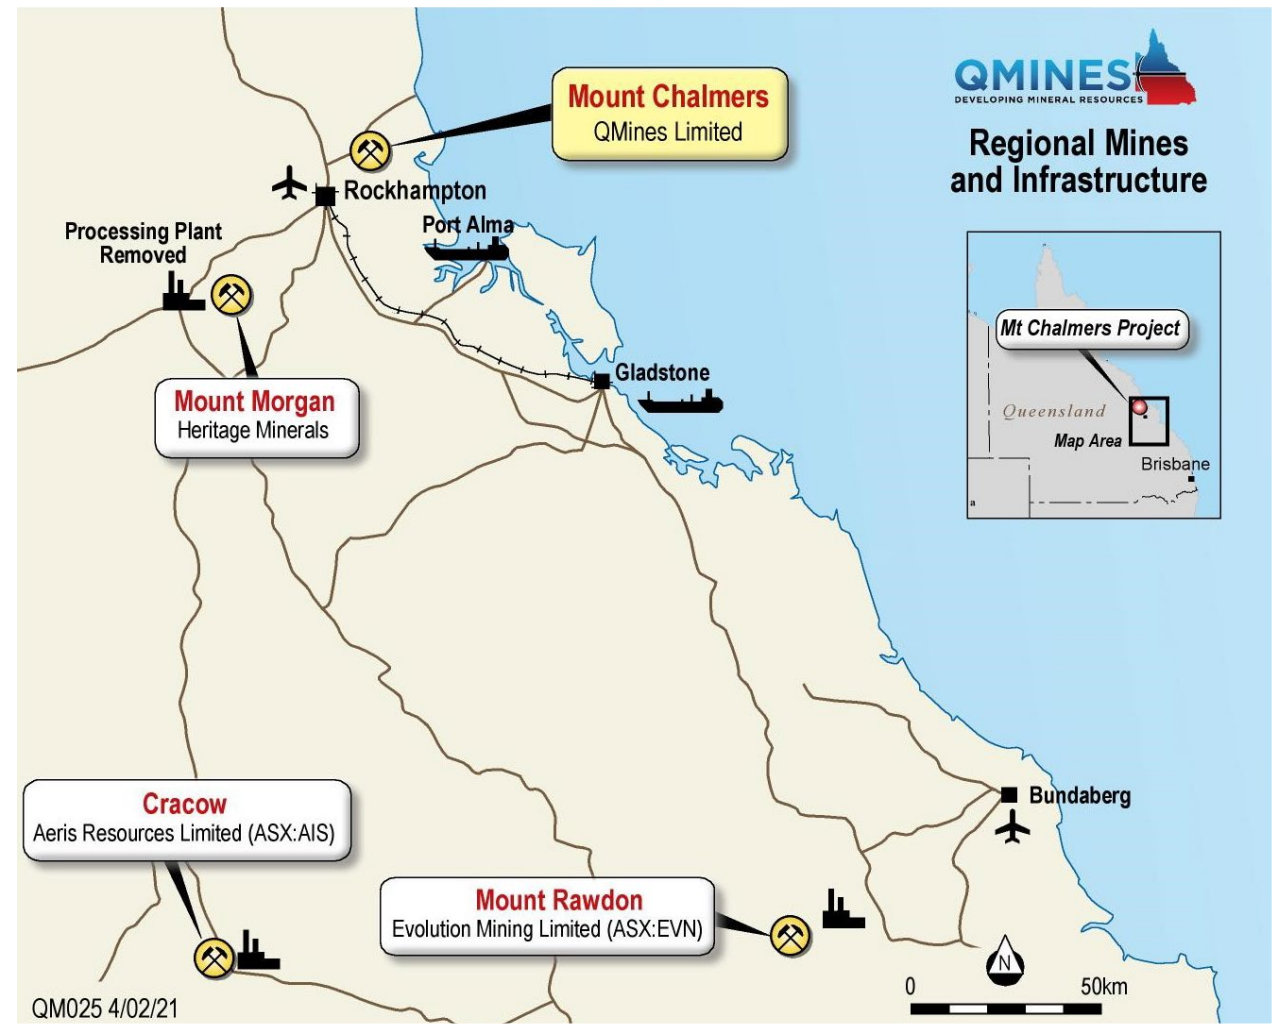 QMINES
DEVELOPING MINERAL RESOURCES
Regional Mines
and Infrastructure
Mount Chalmers
QMines Limited
Rockhampton
Port Alma
Processing Plant
Removed
Mt Chalmers Project
Queensland
Map Area
Brisbane
a
Gladstone
Mount Morgan
Heritage Minerals
Bundaberg
Cracow
Aeris Resources Limited (ASX:AIS)
Mount Rawdon
Evolution Mining Limited (ASX:EVN)
N
0 50km
QM025 4/02/21